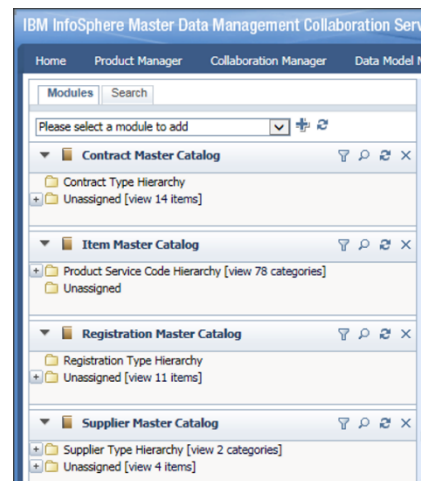 IBM InfoSphere Master Data Management Collaboration Serv
Home Product Manager Collaboration Manager Data Model M
Modules Search
Please select a module to add
Contract Master Catalog
Contract Type Hierarchy
Unassigned [view 14 items]
Item Master Catalog
Product Service Code Hierarchy [view 78 categories]
Unassigned
Registration Master Catalog
Registration Type Hierarchy
Unassigned [view 11 items]
Supplier Master Catalog
Supplier Type Hierarchy [view 2 categories]
Unassigned [view 4 items]